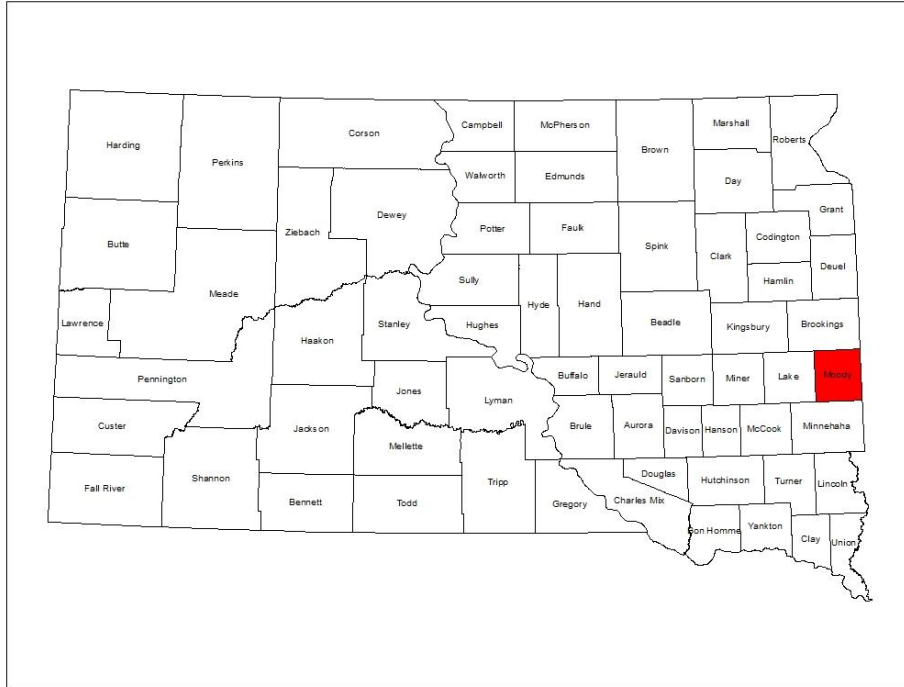 Harding
Perkins
Corson
Campbell
McPherson
Brown
Marshall
Roberts
Day
Walworth
Edmunds
Dewey
Ziebach
Butte
Potter
Faulk
Spink
Clark
Codington
Grant
Deuel
Hamlin
Meade
Sully
Hyde
Hand
Beadle
Kingsbury
Brookings
Lawrence
Haakon
Stanley
Hughes
Pennington
Jones
Lyman
Buffalo
Jerauld
Sanborn
Miner
Lake
Moody
Custer
Jackson
Mellette
Brule
Aurora
Davison
Hanson
McCook
Minnehaha
Fall River
Shannon
Bennett
Todd
Tripp
Gregory
Charles Mix
Douglas
Hutchinson
Turner
Lincoln
on Homme
Yankton
Clay
Union